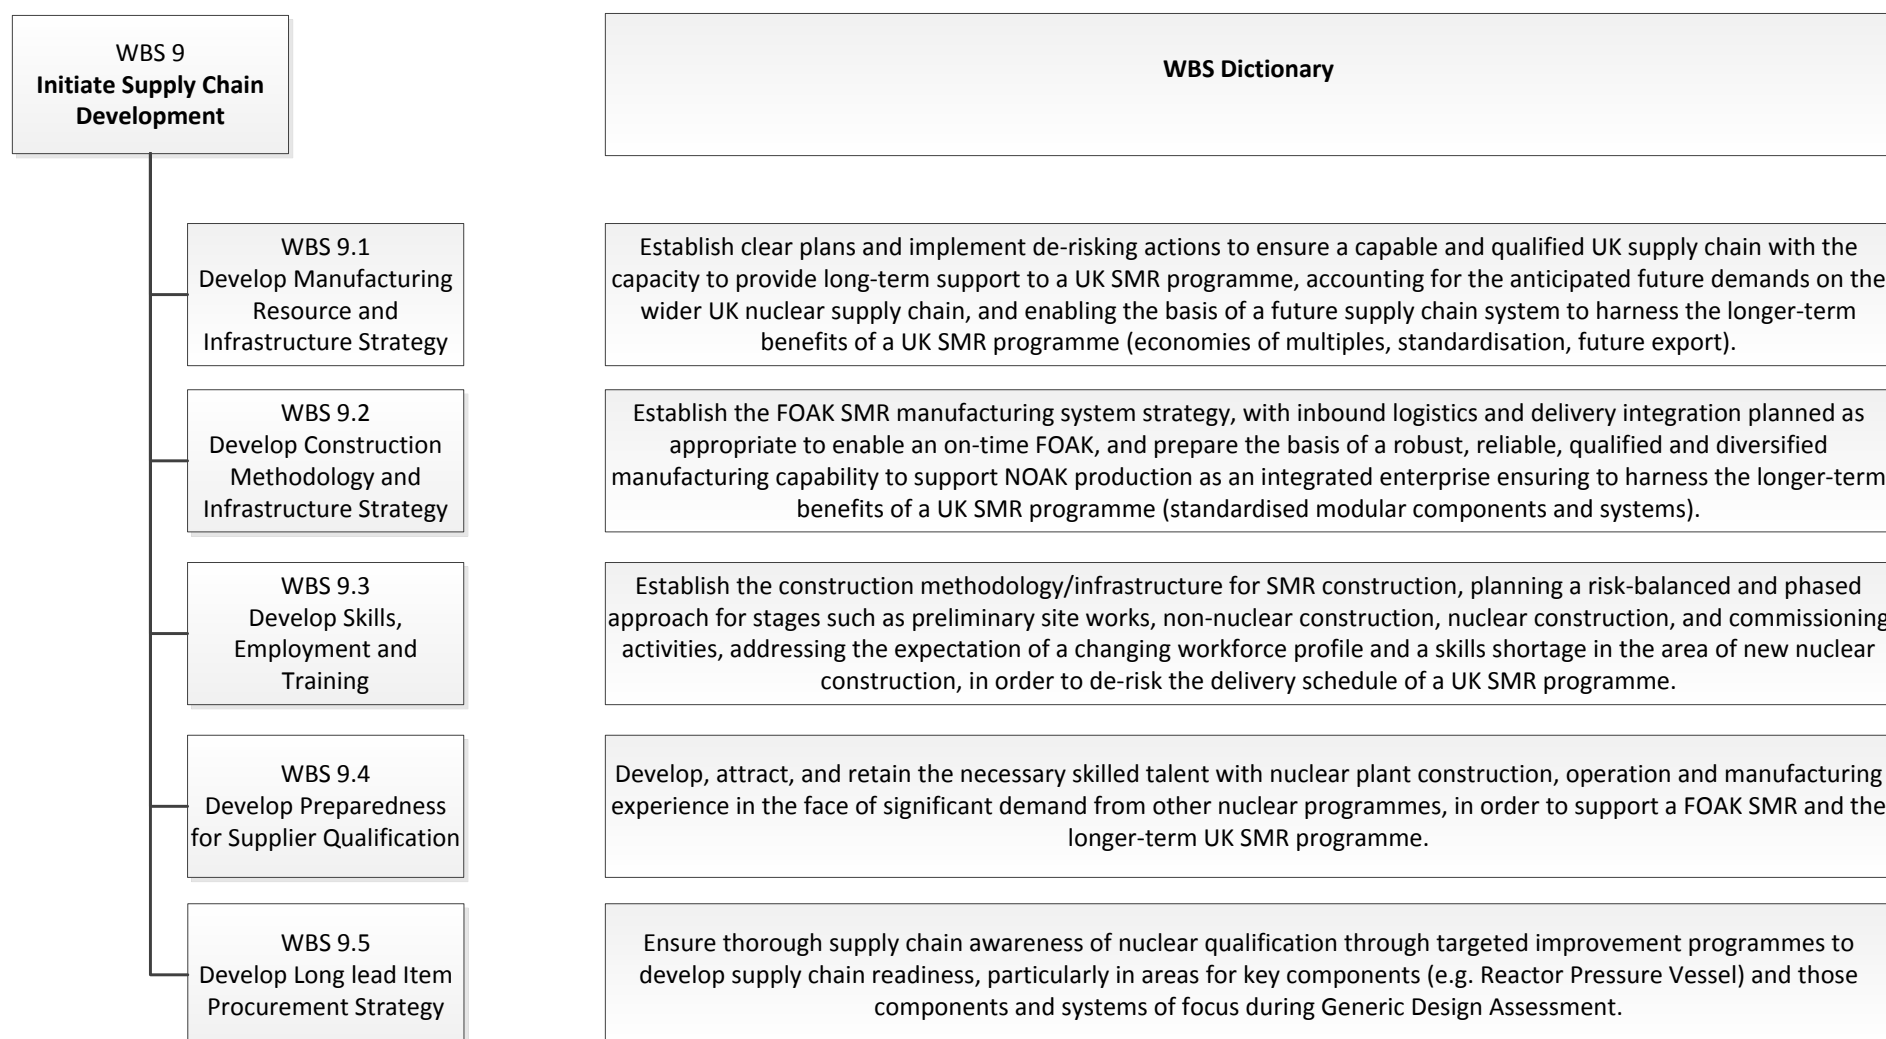 WBS 9
Initiate Supply Chain
Development
WBS Dictionary
WBS 9.1
Develop Manufacturing
Resource and
Infrastructure Strategy
Establish clear plans and implement de-risking actions to ensure a capable and qualified UK supply chain with the
capacity to provide long-term support to a UK SMR programme, accounting for the anticipated future demands on the
wider UK nuclear supply chain, and enabling the basis of a future supply chain system to harness the longer-term
benefits of a UK SMR programme (economies of multiples, standardisation, future export).
WBS 9.2
Develop Construction
Methodology and
Infrastructure Strategy
Establish the FOAK SMR manufacturing system strategy, with inbound logistics and delivery integration planned as
appropriate to enable an on-time FOAK, and prepare the basis of a robust, reliable, qualified and diversified
manufacturing capability to support NOAK production as an integrated enterprise ensuring to harness the longer-term
benefits of a UK SMR programme (standardised modular components and systems).
WBS 9.3
Develop Skills,
Employment and
Training
Establish the construction methodology/infrastructure for SMR construction, planning a risk-balanced and phased
approach for stages such as preliminary site works, non-nuclear construction, nuclear construction, and commissioning
activities, addressing the expectation of a changing workforce profile and a skills shortage in the area of new nuclear
construction, in order to de-risk the delivery schedule of a UK SMR programme.
WBS 9.4
Develop Preparedness
for Supplier Qualification
Develop, attract, and retain the necessary skilled talent with nuclear plant construction, operation and manufacturing
experience in the face of significant demand from other nuclear programmes, in order to support a FOAK SMR and the
longer-term UK SMR programme.
WBS 9.5
Develop Long lead Item
Procurement Strategy
Ensure thorough supply chain awareness of nuclear qualification through targeted improvement programmes to
develop supply chain readiness, particularly in areas for key components (e.g. Reactor Pressure Vessel) and those
components and systems of focus during Generic Design Assessment.